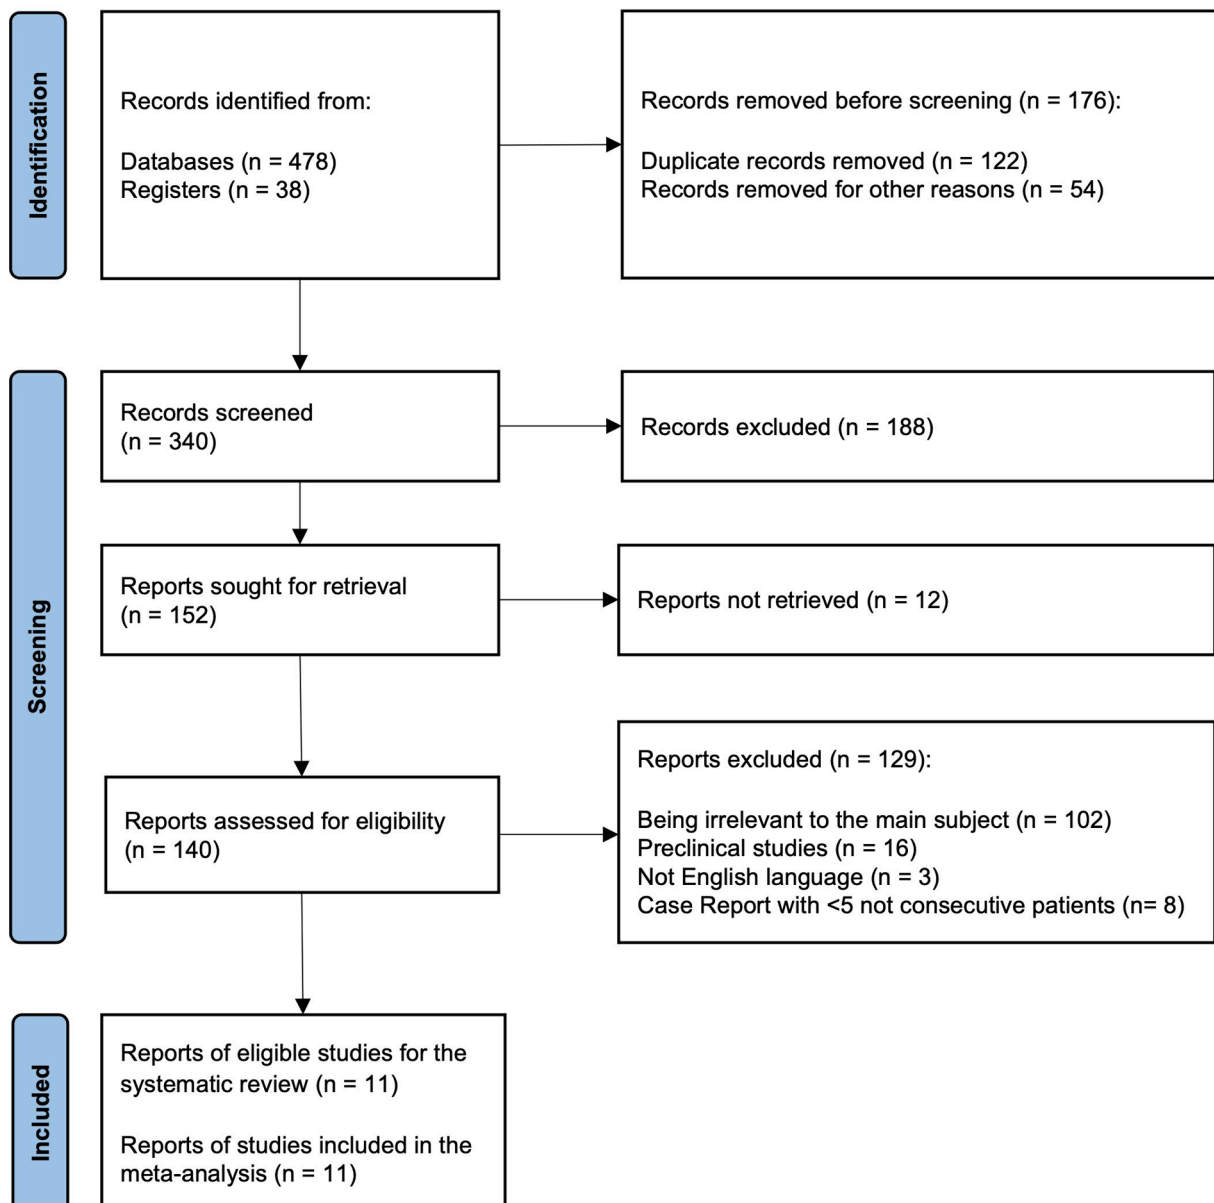 Identification
Records identified from:
Databases (n = 478)
Registers (n = 38)
Records removed before screening (n = 176):
Duplicate records removed (n = 122)
Records removed for other reasons (n = 54)
Screening
Records screened
(n = 340)
Records excluded (n = 188)
Reports sought for retrieval
(n = 152)
Reports not retrieved (n = 12)
Reports assessed for eligibility
(n = 140)
Reports excluded (n = 129):
Being irrelevant to the main subject (n = 102)
Preclinical studies (n = 16)
Not English language (n = 3)
Case Report with <5 not consecutive patients (n= 8)
Included
Reports of eligible studies for the
systematic review (n = 11)
Reports of studies included in the
meta-analysis (n = 11)